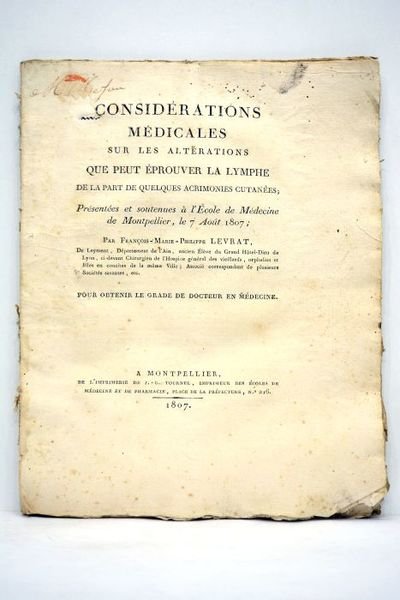 CONSIDÉRATIONS
MÉDICALES
SUR LES ALTÉRATIONS
QUE PEUT ÉPROUVER LA LYMPHE
DE LA PART DE QUELQUES ACRIMONIES CUTANÉES;
Présentées et soutenues à l'École de Médecine
de Montpellier, le 7 Août 1807;
PAR FRANÇOIS-MARIE-PHILIPPE LEVRAT,
De Leyment, Département de l'Ain, ancien Élève du Grand Hôtel-Dieu de
Lyon, ci-devant Chirurgien de l'Hospice général des vieillards, orphelins et
filles en couches de la même Ville; Associé correspondant de plusieurs
Sociétés savantes, etc.
POUR OBTENIR LE GRADE DE DOCTEUR EN MÉDECINE.
A MONTPELLIER,
DE L'IMPRIMERIE DE J.-G. TOURNEL, IMPRIMEUR DES ÉCOLES DE
MÉDECINE ET DE PHARMACIE, PLACE DE LA PRÉFECTURE, N.º 216.
1807.